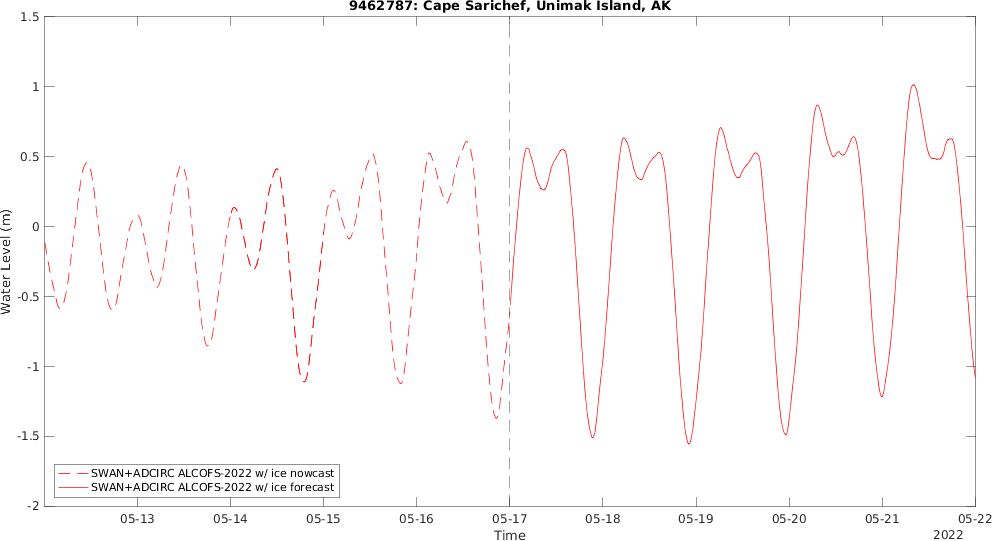 9462787: Cape Sarichef, Unimak Island, AK
1.5
1
0.5
0
-0.5
-1
-1.5
-2
Water Level (m)
SWAN+ADCIRC ALCOFS-2022 w/ ice nowcast
SWAN+ADCIRC ALCOFS-2022 w/ ice forecast
05-13 05-14 05-15 05-16 05-17 05-18 05-19 05-20 05-21 05-22
Time
2022